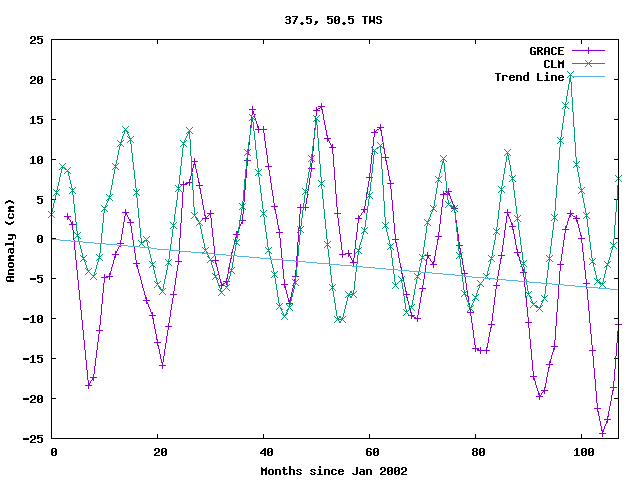 37.5, 50.5 TWS
GRACE
CLM
Trend Line
25
20
15
10
5
0
-5
-10
-15
-20
-25
Anomaly (cm)
0 20 40 60 80 100
Months since Jan 2002